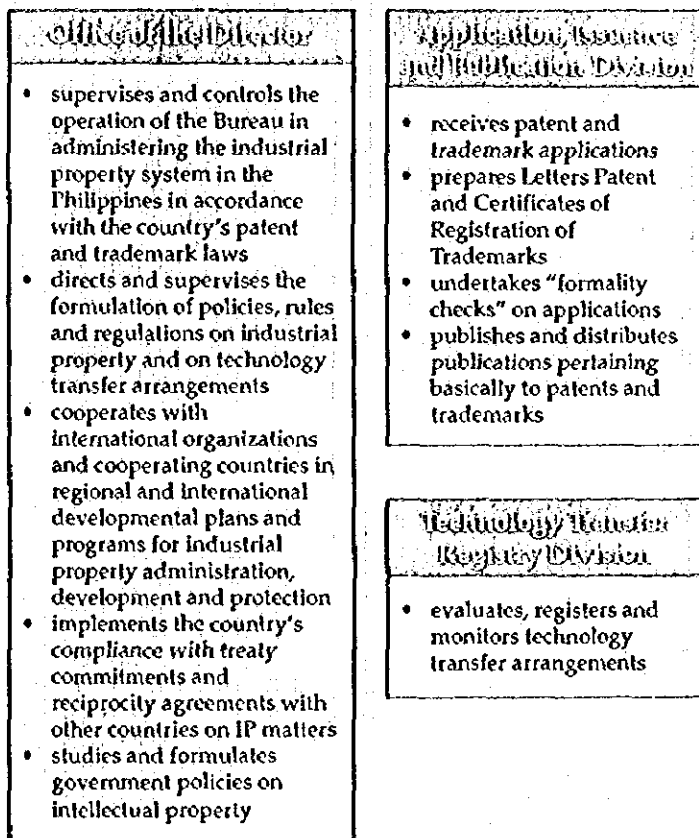 Office of the Director
• supervises and controls the
operation of the Bureau in
administering the industrial
property system in the
Philippines in accordance
with the country's patent
and trademark laws
• directs and supervises the
formulation of policies, rules
and regulations on industrial
property and on technology
transfer arrangements
• cooperates with
international organizations
and cooperating countries in
regional and international
developmental plans and
programs for industrial
property administration,
development and protection
• implements the country's
compliance with treaty
commitments and
reciprocity agreements with
other countries on IP matters
• studies and formulates
government policies on
intellectual property
Application, Issuance
and Publication Division
• receives patent and
trademark applications
• prepares Letters Patent
and Certificates of
Registration of
Trademarks
• undertakes "formality
checks" on applications
• publishes and distributes
publications pertaining
basically to patents and
trademarks
Technology Transfer
Registry Division
• evaluates, registers and
monitors technology
transfer arrangements